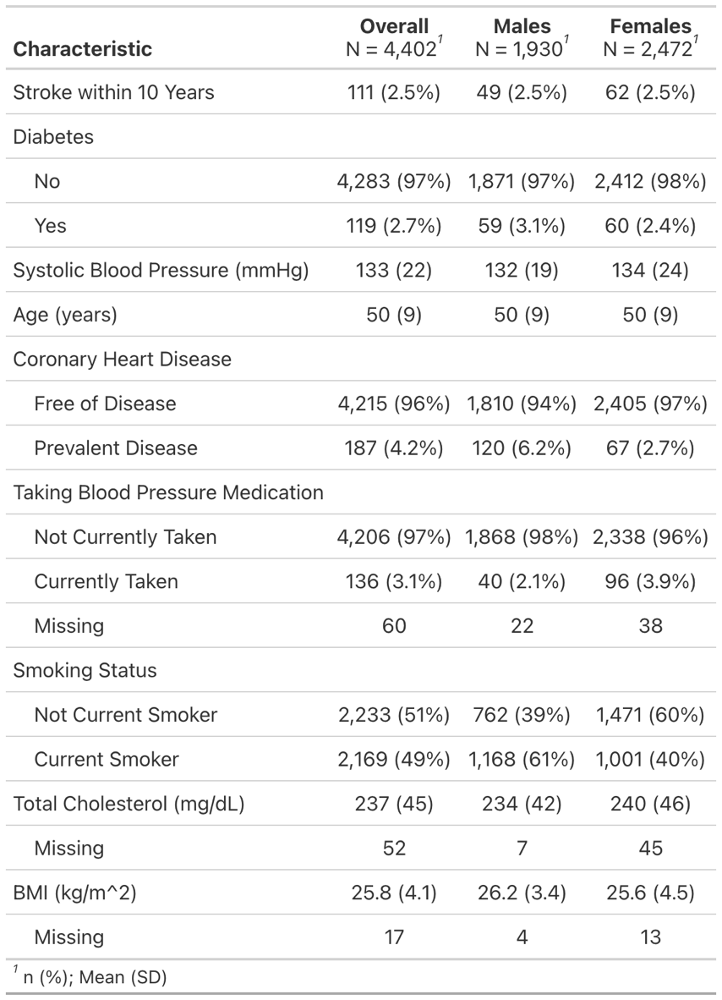 Characteristic Overall N = 4,402¹ Males N = 1,930¹ Females N = 2,472¹
Stroke within 10 Years 111 (2.5%) 49 (2.5%) 62 (2.5%)
Diabetes
No 4,283 (97%) 1,871 (97%) 2,412 (98%)
Yes 119 (2.7%) 59 (3.1%) 60 (2.4%)
Systolic Blood Pressure (mmHg) 133 (22) 132 (19) 134 (24)
Age (years) 50 (9) 50 (9) 50 (9)
Coronary Heart Disease
Free of Disease 4,215 (96%) 1,810 (94%) 2,405 (97%)
Prevalent Disease 187 (4.2%) 120 (6.2%) 67 (2.7%)
Taking Blood Pressure Medication
Not Currently Taken 4,206 (97%) 1,868 (98%) 2,338 (96%)
Currently Taken 136 (3.1%) 40 (2.1%) 96 (3.9%)
Missing 60 22 38
Smoking Status
Not Current Smoker 2,233 (51%) 762 (39%) 1,471 (60%)
Current Smoker 2,169 (49%) 1,168 (61%) 1,001 (40%)
Total Cholesterol (mg/dL) 237 (45) 234 (42) 240 (46)
Missing 52 7 45
BMI (kg/m^2) 25.8 (4.1) 26.2 (3.4) 25.6 (4.5)
Missing 17 4 13
¹ n (%); Mean (SD)